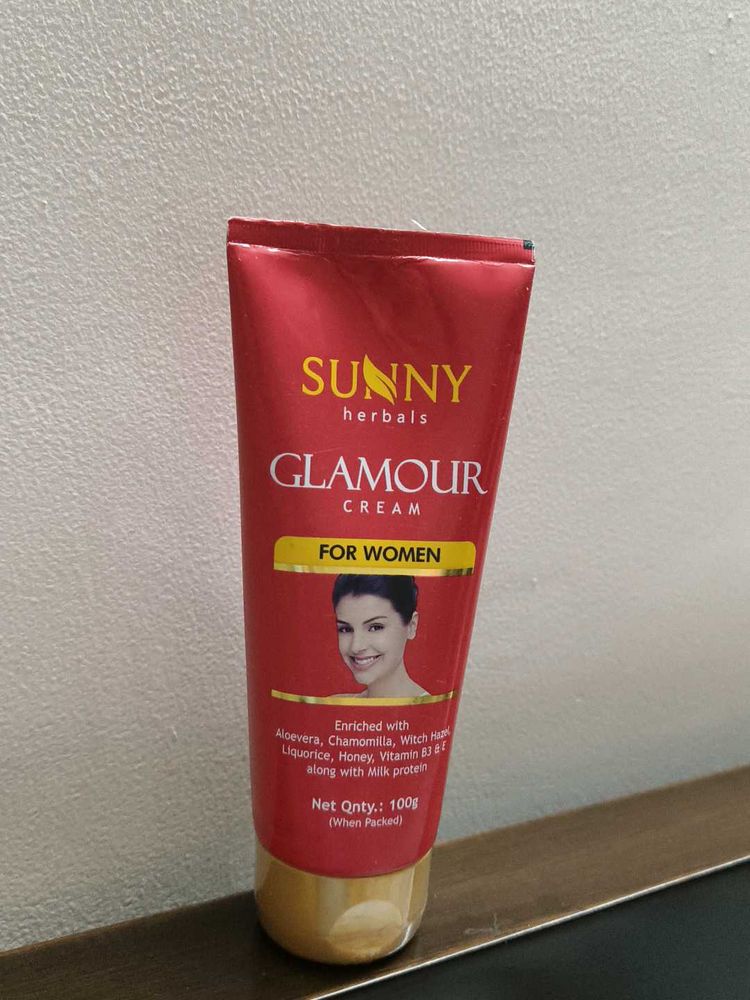 SUNNY
herbals
GLAMOUR
CREAM
FOR WOMEN
Enriched with
Aloevera, Chamomilla, Witch Hazel,
Liquorice, Honey, Vitamin B3 & E
along with Milk protein
Net Qnty.: 100g
(When Packed)